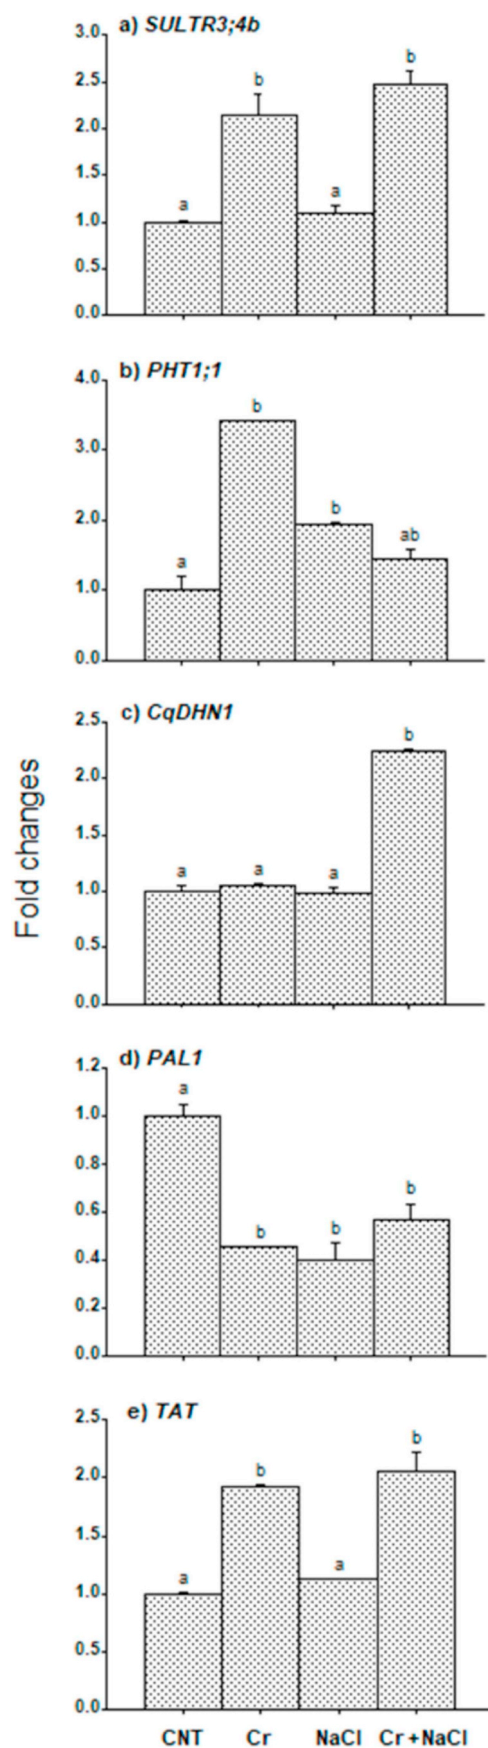 a) SULTR3;4b
3.0
2.5
2.0
1.5
1.0
0.5
0.0
a
b
a
b
b) PHT1;1
4.0
3.0
2.0
1.0
0.0
a
b
b
ab
c) CqDHN1
2.5
2.0
1.5
1.0
0.5
0.0
a
a
a
b
Fold changes
d) PAL1
1.2
1.0
0.8
0.6
0.4
0.2
0.0
a
b
b
b
e) TAT
2.5
2.0
1.5
1.0
0.5
0.0
a
b
a
b
CNT Cr NaCl Cr+NaCl